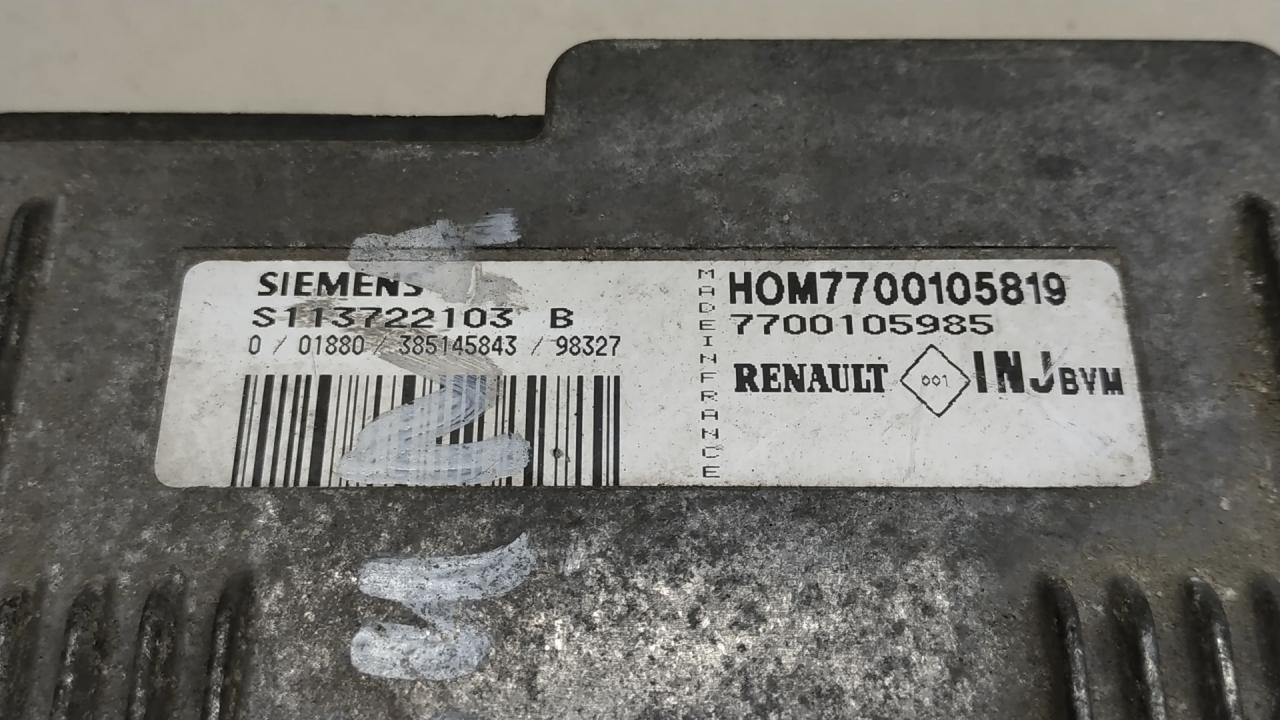 SIEMENS
S113722103 B
0 / 01880 / 385145843 / 98327
MADE IN FRANCE
HOM7700105819
7700105985
RENAULT 001 INJ BVM